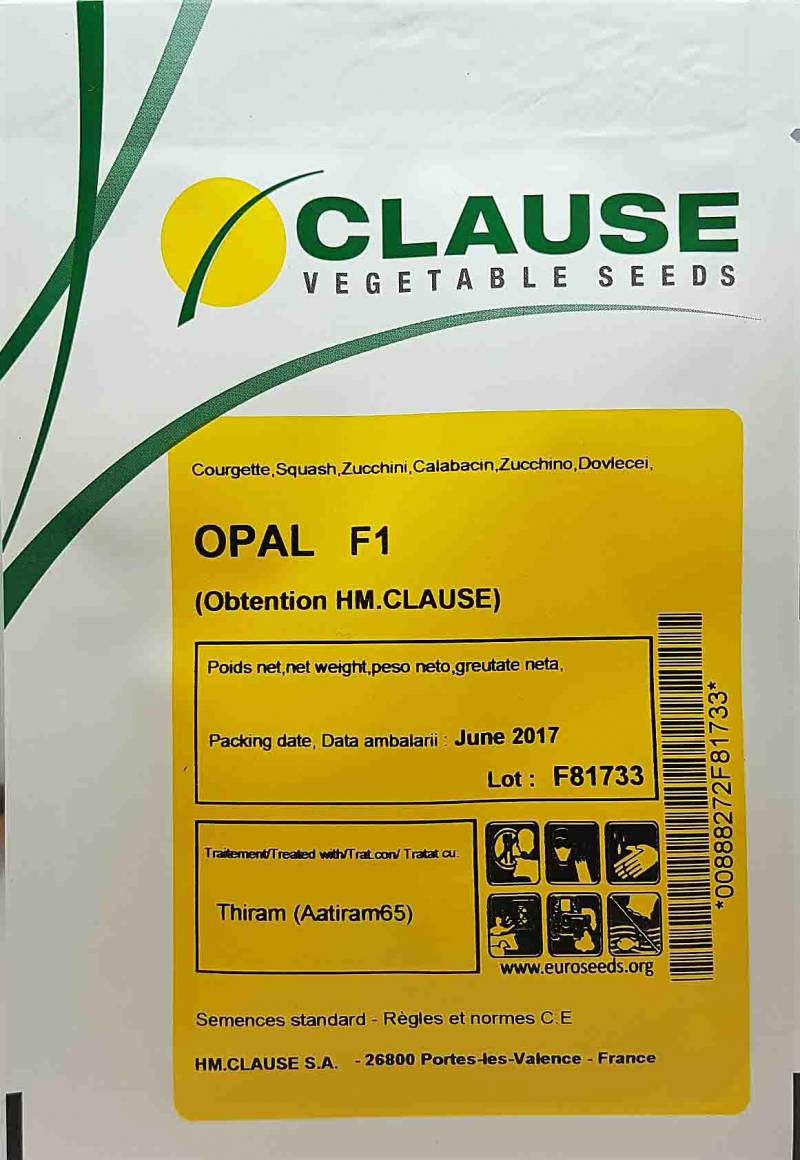 CLAUSE
VEGETABLE SEEDS
Courgette,Squash,Zucchini,Calabacin,Zucchino,Dovlecei,
OPAL F1
(Obtention HM.CLAUSE)
Poids net,net weight,peso neto,greutate neta,
Packing date, Data ambalarii : June 2017
Lot : F81733
*00888272F81733*
Traitement/Treated with/Trat.con/ Tratat cu:
Thiram (Aatiram65)
www.euroseeds.org
Semences standard - Règles et normes C.E
HM.CLAUSE S.A. - 26800 Portes-les-Valence - France